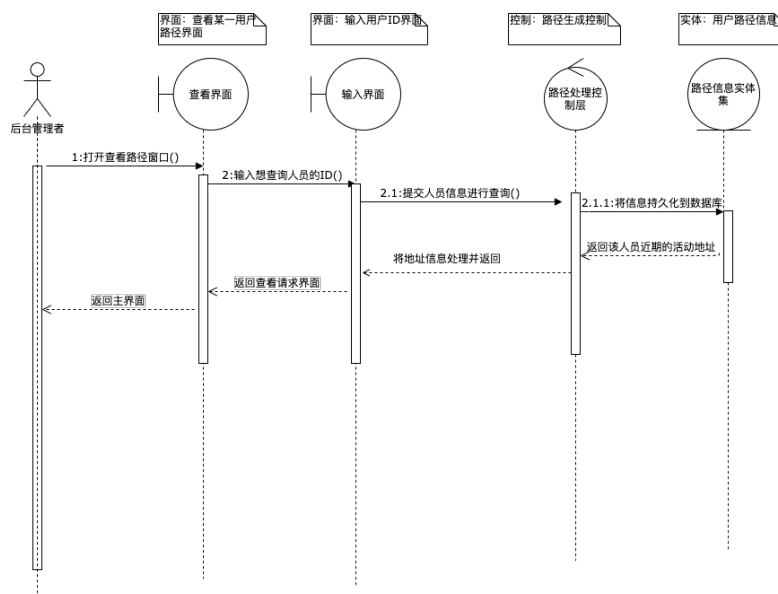 界面：查看某一用户
路径界面
界面：输入用户ID界面
控制：路径生成控制
实体：用户路径信息
查看界面
输入界面
路径处理控
制层
路径信息实体
集
后台管理者
1:打开查看路径窗口()
2:输入想查询人员的ID()
2.1:提交人员信息进行查询()
2.1.1:将信息持久化到数据库
返回该人员近期的活动地址
将地址信息处理并返回
返回查看请求界面
返回主界面